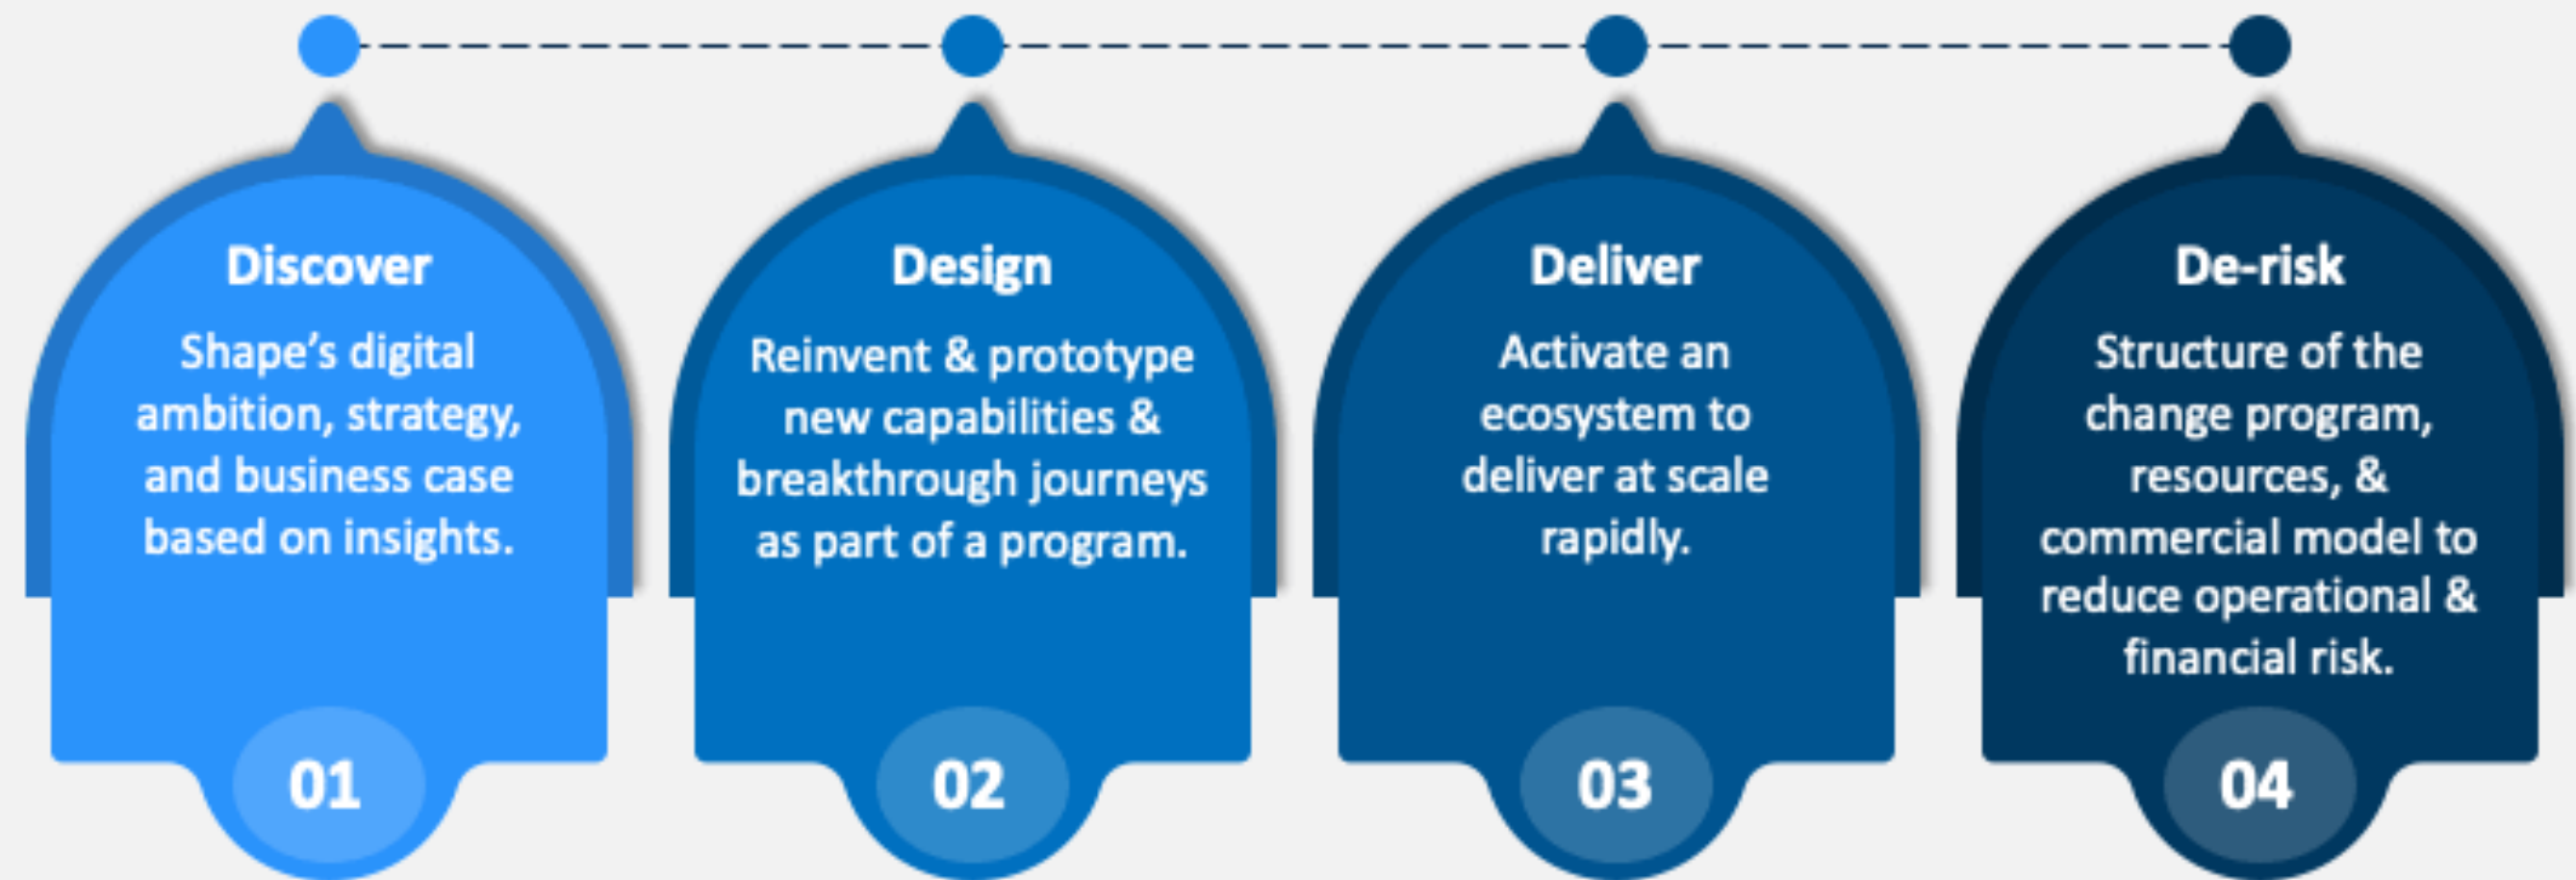 Discover
Shape’s digital
ambition, strategy,
and business case
based on insights.
01
Design
Reinvent & prototype
new capabilities &
breakthrough journeys
as part of a program.
02
Deliver
Activate an
ecosystem to
deliver at scale
rapidly.
03
De-risk
Structure of the
change program,
resources, &
commercial model to
reduce operational &
financial risk.
04